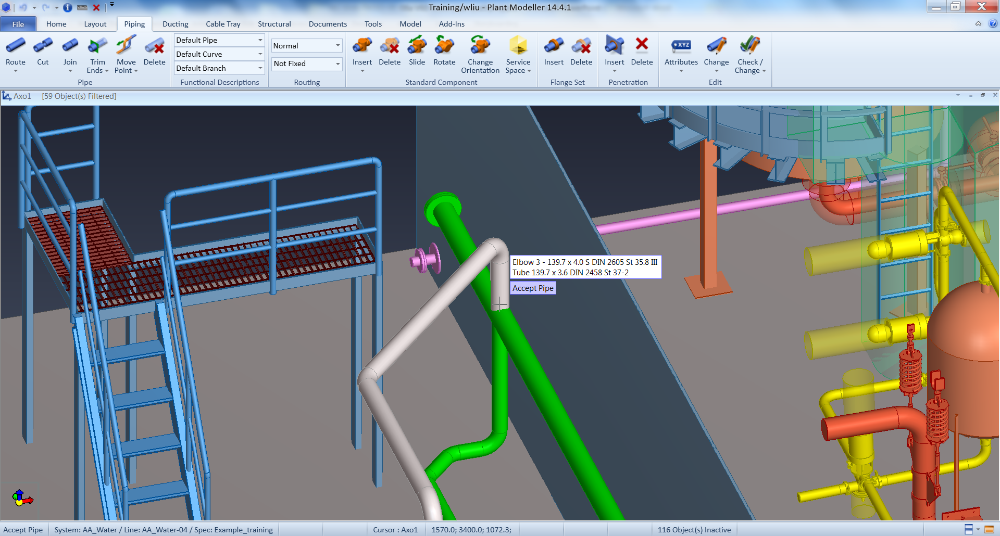 Training/wliu - Plant Modeller 14.4.1
File Home Layout Piping Ducting Cable Tray Structural Documents Tools Model Add-Ins
Route
Cut
Join
Trim
Ends
Move
Point
Delete
Pipe
Default Pipe
Default Curve
Default Branch
Functional Descriptions
Normal
Not Fixed
Routing
Insert
Delete
Slide
Rotate
Change
Orientation
Service
Space
Standard Component
Insert
Delete
Flange Set
Insert
Delete
Penetration
XYZ
Attributes
Change
Check /
Change
Edit
Axo1 [59 Object(s) Filtered]
Elbow 3 - 139.7 x 4.0 S DIN 2605 St 35.8 III
Tube 139.7 x 3.6 DIN 2458 St 37-2
Accept Pipe
Accept Pipe System: AA_Water / Line: AA_Water-04 / Spec: Example_training Cursor : Axo1 1570.0; 3400.0; 1072.3; 116 Object(s) Inactive